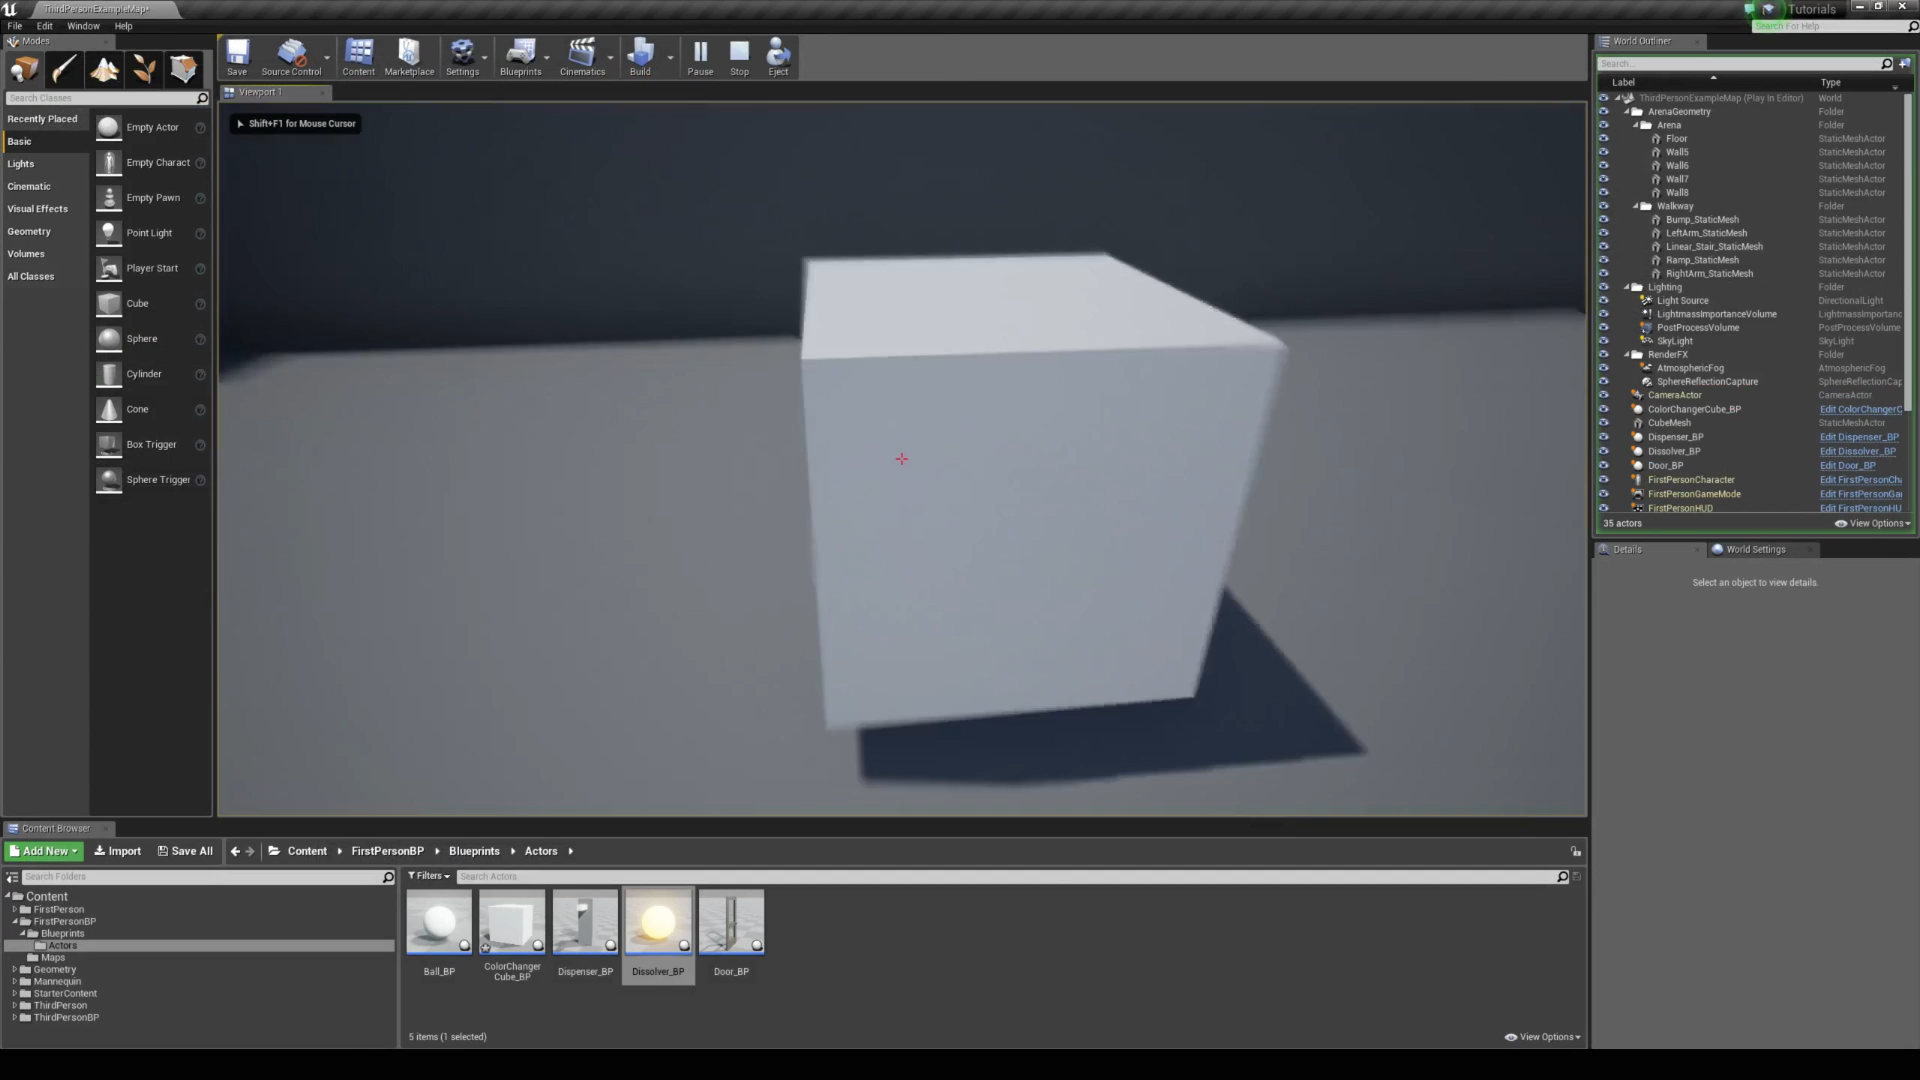 ThirdPersonExampleMap*
Tutorials
File Edit Window Help
Search For Help
Modes
Search Classes
Recently Placed
Basic
Lights
Cinematic
Visual Effects
Geometry
Volumes
All Classes
Empty Actor
Empty Charact
Empty Pawn
Point Light
Player Start
Cube
Sphere
Cylinder
Cone
Box Trigger
Sphere Trigger
Save Source Control Content Marketplace Settings Blueprints Cinematics Build Pause Stop Eject
Viewport 1
Shift+F1 for Mouse Cursor
World Outliner
Search...
Label Type
ThirdPersonExampleMap (Play In Editor) World
ArenaGeometry Folder
Arena Folder
Floor StaticMeshActor
Wall5 StaticMeshActor
Wall6 StaticMeshActor
Wall7 StaticMeshActor
Wall8 StaticMeshActor
Walkway Folder
Bump_StaticMesh StaticMeshActor
LeftArm_StaticMesh StaticMeshActor
Linear_Stair_StaticMesh StaticMeshActor
Ramp_StaticMesh StaticMeshActor
RightArm_StaticMesh StaticMeshActor
Lighting Folder
Light Source DirectionalLight
LightmassImportanceVolume LightmassImportanc
PostProcessVolume PostProcessVolume
SkyLight SkyLight
RenderFX Folder
AtmosphericFog AtmosphericFog
SphereReflectionCapture SphereReflectionCap
CameraActor CameraActor
ColorChangerCube_BP Edit ColorChangerC
CubeMesh StaticMeshActor
Dispenser_BP Edit Dispenser_BP
Dissolver_BP Edit Dissolver_BP
Door_BP Edit Door_BP
FirstPersonCharacter Edit FirstPersonCha
FirstPersonGameMode Edit FirstPersonGa
FirstPersonHUD Edit FirstPersonHU
35 actors View Options
Details World Settings
Select an object to view details.
Content Browser
Add New Import Save All Content FirstPersonBP Blueprints Actors
Search Folders
Filters Search Actors
Content
FirstPerson
FirstPersonBP
Blueprints
Actors
Maps
Geometry
Mannequin
StarterContent
ThirdPerson
ThirdPersonBP
Ball_BP
ColorChanger
Cube_BP
Dispenser_BP
Dissolver_BP
Door_BP
5 items (1 selected) View Options